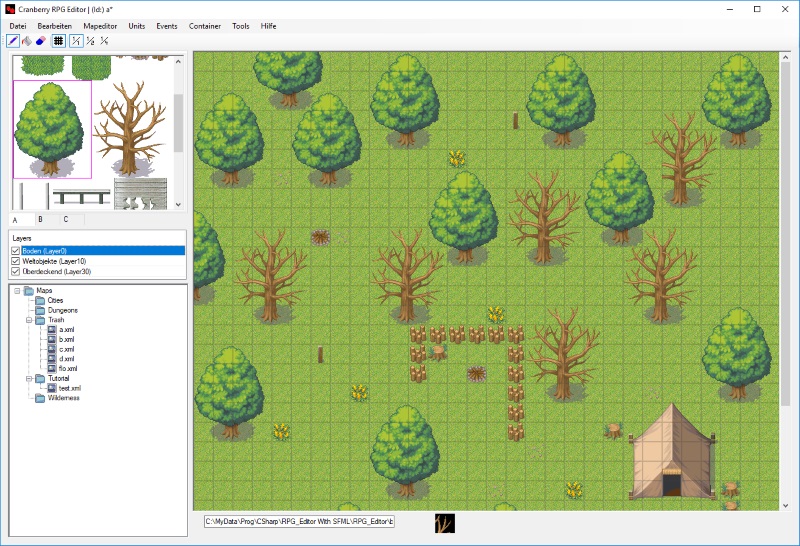 Cranberry RPG Editor | (Id:) a*
Datei Bearbeiten Mapeditor Units Events Container Tools Hilfe
1/1 1/2 1/4
A B C
Layers
Boden (Layer0)
Weltobjekte (Layer10)
Überdeckend (Layer30)
Maps
Cities
Dungeons
Trash
a.xml
b.xml
c.xml
d.xml
flo.xml
Tutorial
test.xml
Wilderness
C:\MyData\Prog\CSharp\RPG_Editor With SFML\RPG_Editor\b